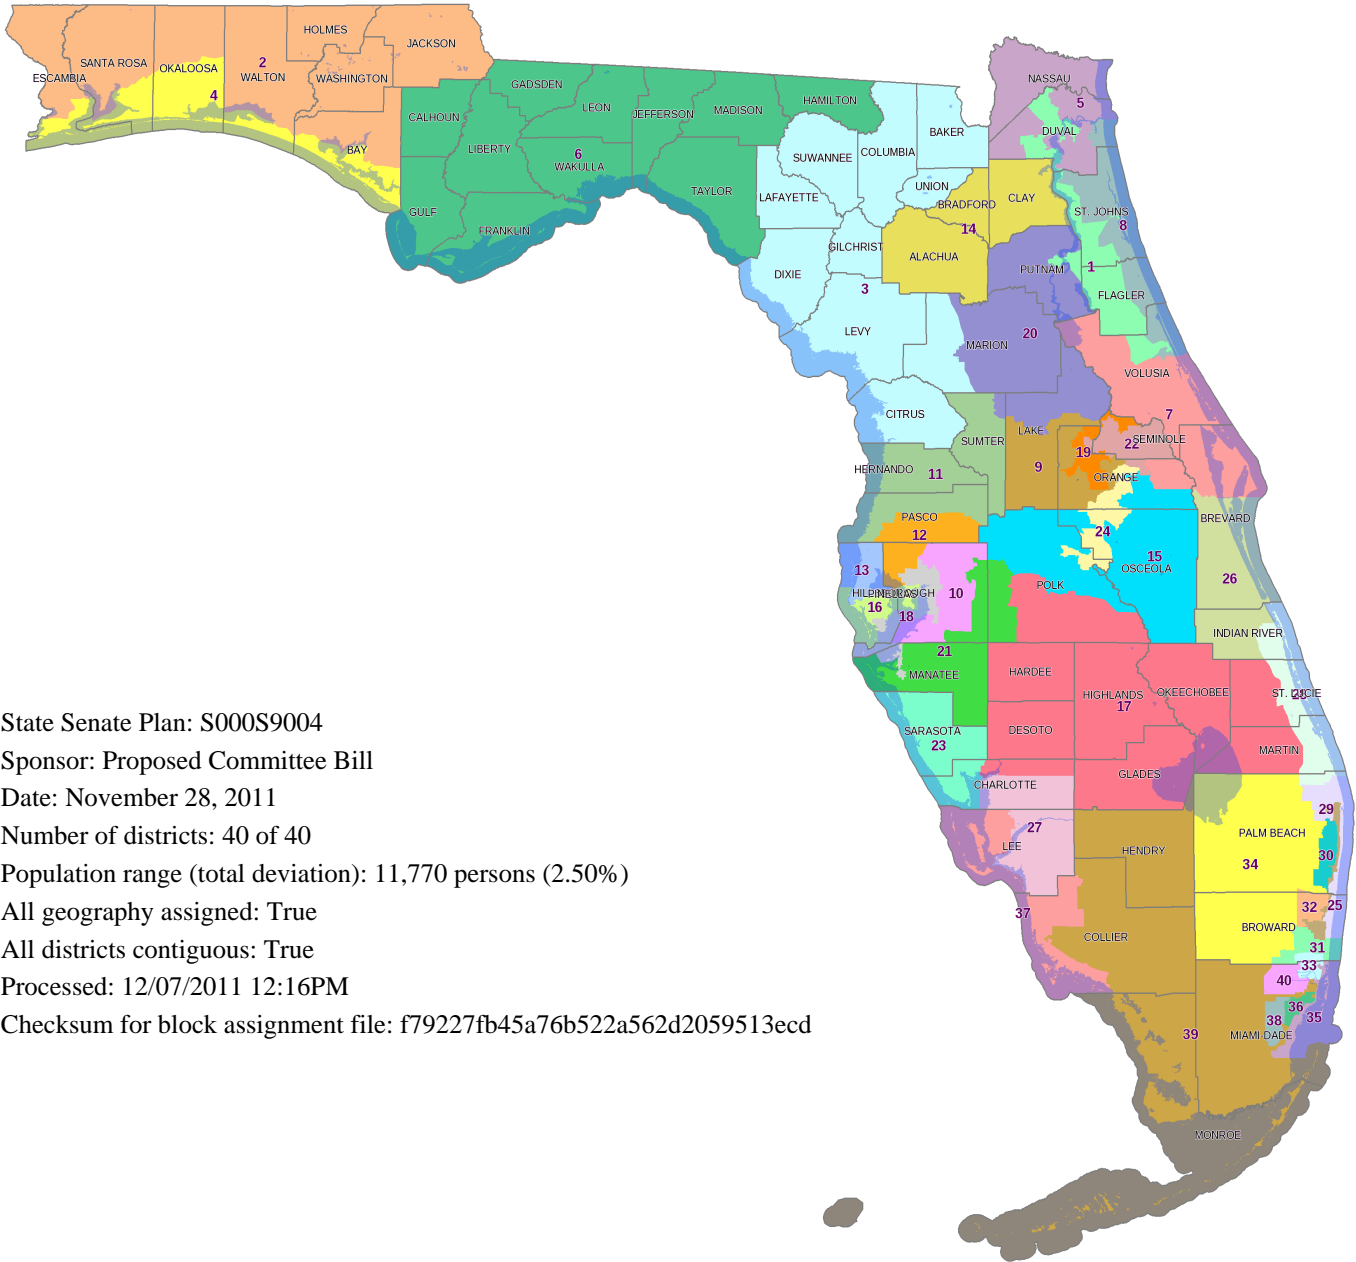 HOLMES
JACKSON
SANTA ROSA
OKALOOSA
2
ESCAMBIA
WALTON
WASHINGTON
4
BAY
GADSDEN
LEON
JEFFERSON
MADISON
HAMILTON
CALHOUN
LIBERTY
6
WAKULLA
TAYLOR
GULF
FRANKLIN
NASSAU
5
DUVAL
BAKER
COLUMBIA
SUWANNEE
UNION
LAFAYETTE
BRADFORD
CLAY
ST. JOHNS
8
14
GILCHRIST
ALACHUA
DIXIE
PUTNAM
1
3
FLAGLER
LEVY
20
MARION
VOLUSIA
7
CITRUS
LAKE
SUMTER
22
SEMINOLE
19
9
HERNANDO
11
ORANGE
PASCO
12
BREVARD
24
15
OSCEOLA
13
26
POLK
10
16
18
INDIAN RIVER
21
MANATEE
HARDEE
HIGHLANDS
OKEECHOBEE
ST. LUCIE
17
SARASOTA
23
DESOTO
MARTIN
GLADES
CHARLOTTE
29
27
LEE
HENDRY
PALM BEACH
30
34
37
32
25
BROWARD
COLLIER
31
33
40
36
35
38
39
MIAMI-DADE
MONROE
State Senate Plan: S000S9004
Sponsor: Proposed Committee Bill
Date: November 28, 2011
Number of districts: 40 of 40
Population range (total deviation): 11,770 persons (2.50%)
All geography assigned: True
All districts contiguous: True
Processed: 12/07/2011 12:16PM
Checksum for block assignment file: f79227fb45a76b522a562d2059513ecd